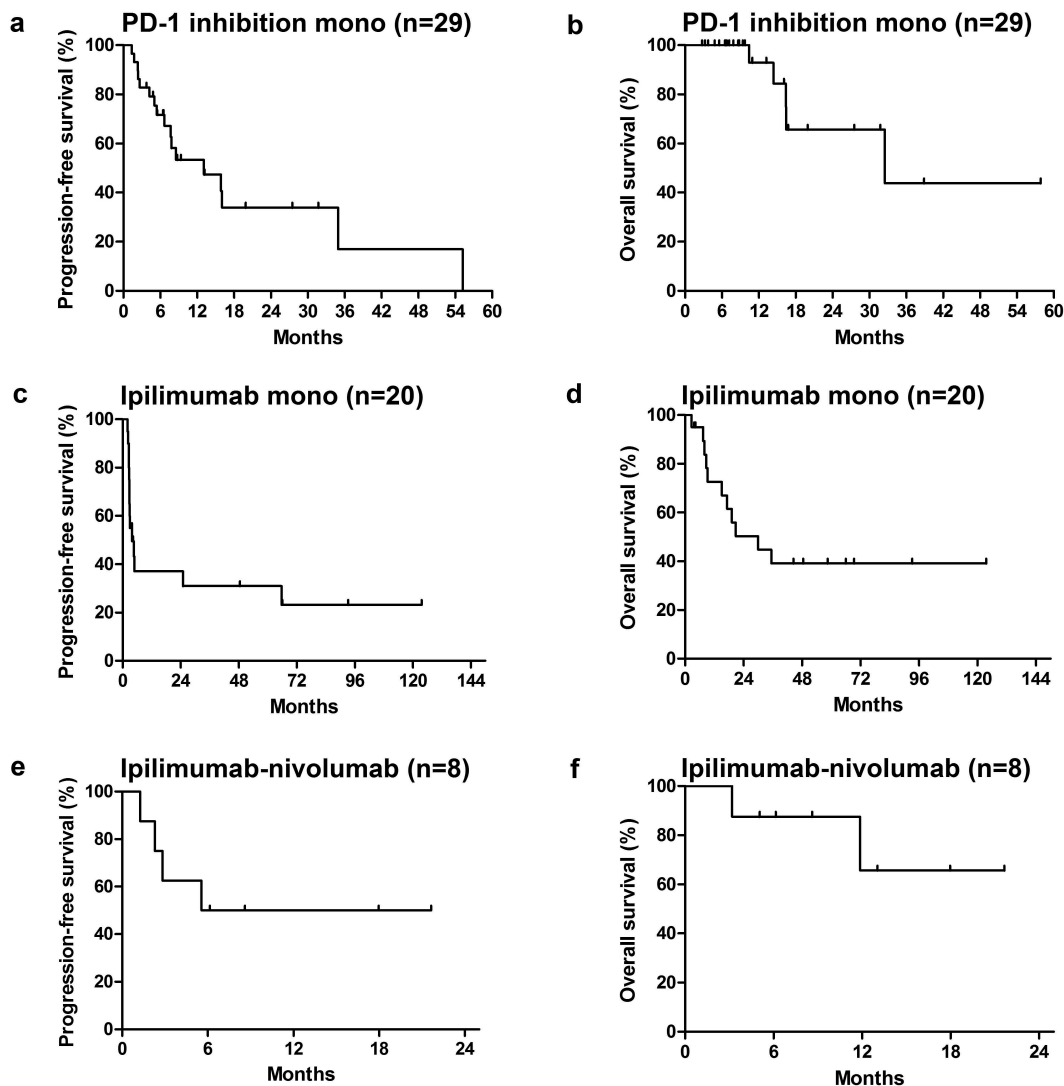 a PD-1 inhibition mono (n=29)
Progression-free survival (%)
100
80
60
40
20
0
0 6 12 18 24 30 36 42 48 54 60
Months
b PD-1 inhibition mono (n=29)
Overall survival (%)
100
80
60
40
20
0
0 6 12 18 24 30 36 42 48 54 60
Months
c Ipilimumab mono (n=20)
Progression-free survival (%)
100
80
60
40
20
0
0 24 48 72 96 120 144
Months
d Ipilimumab mono (n=20)
Overall survival (%)
100
80
60
40
20
0
0 24 48 72 96 120 144
Months
e Ipilimumab-nivolumab (n=8)
Progression-free survival (%)
100
80
60
40
20
0
0 6 12 18 24
Months
f Ipilimumab-nivolumab (n=8)
Overall survival (%)
100
80
60
40
20
0
0 6 12 18 24
Months